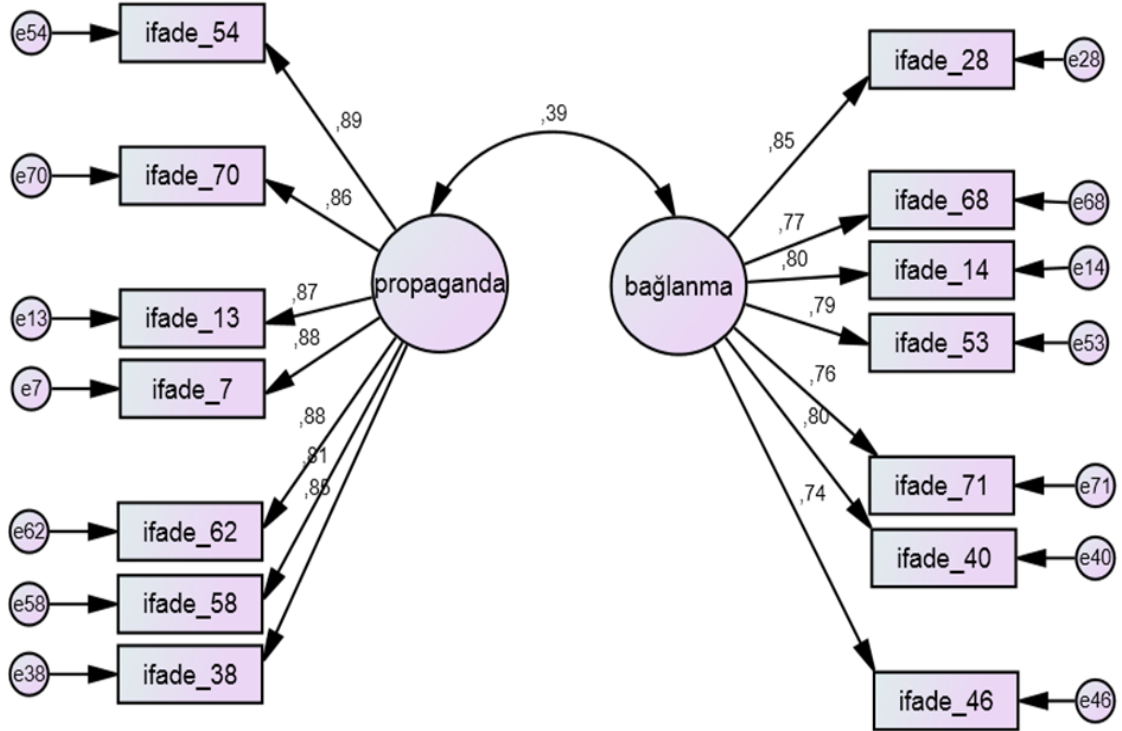 e54
ifade_54
,89
e70
ifade_70
,86
e13
ifade_13
,87
e7
ifade_7
,88
e62
ifade_62
,88
e58
ifade_58
,81
e38
ifade_38
,85
propaganda
,39
bağlanma
,85
ifade_28
e28
,77
ifade_68
e68
,80
ifade_14
e14
,79
ifade_53
e53
,76
ifade_71
e71
,80
ifade_40
e40
,74
ifade_46
e46